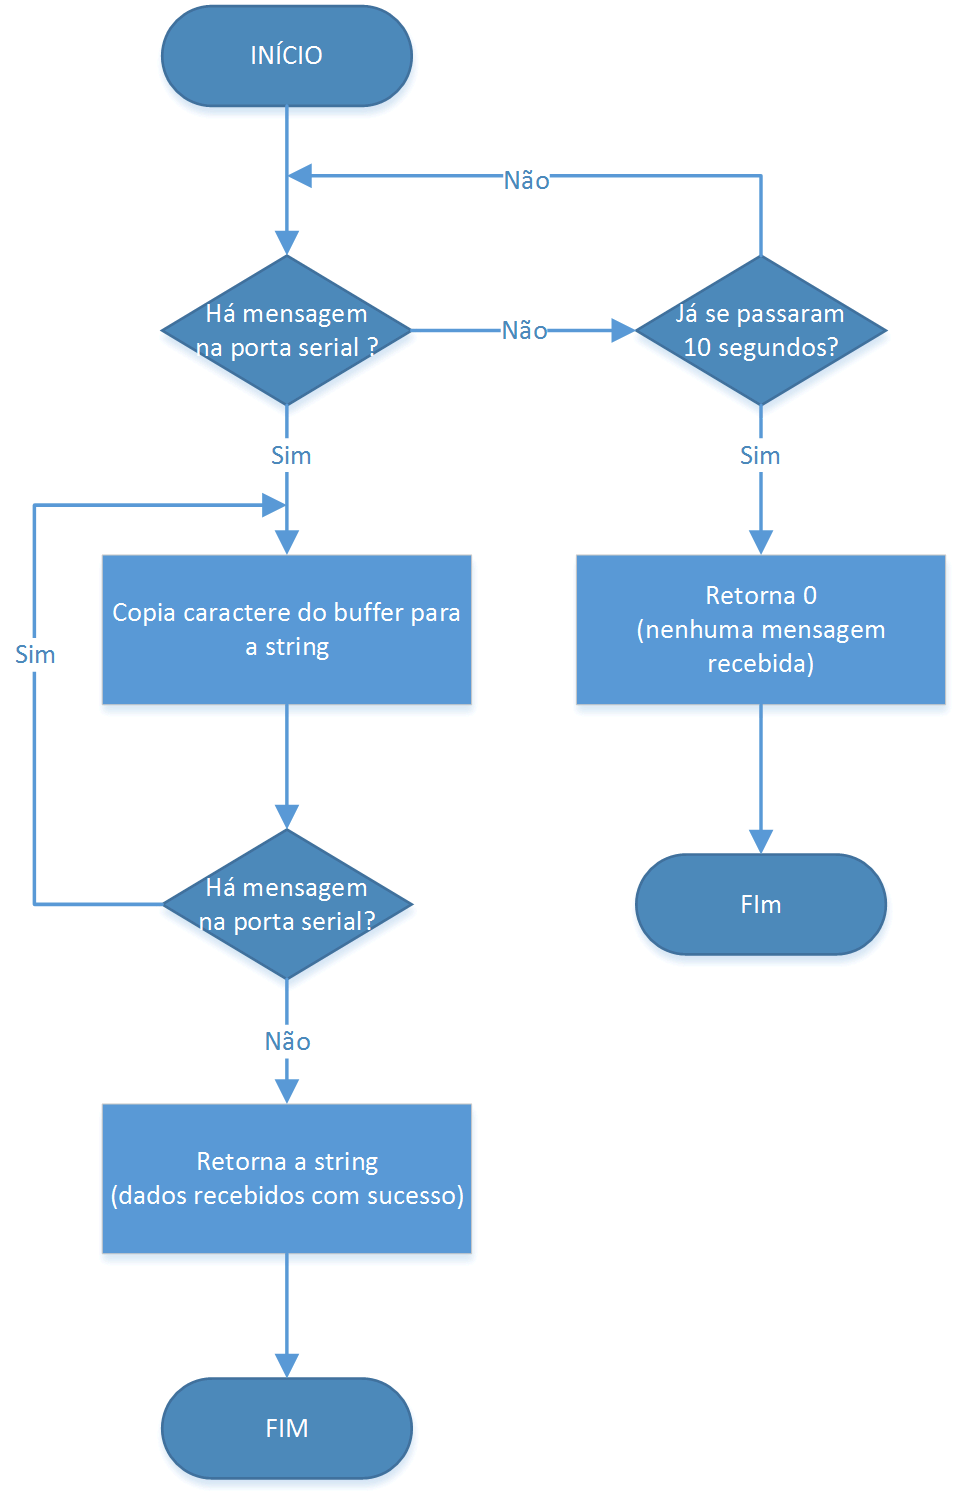 INÍCIO
Não
Há mensagem
na porta serial ?
Não
Já se passaram
10 segundos?
Sim
Sim
Copia caractere do buffer para
a string
Retorna 0
(nenhuma mensagem
recebida)
Sim
Há mensagem
na porta serial?
FIm
Não
Retorna a string
(dados recebidos com sucesso)
FIM